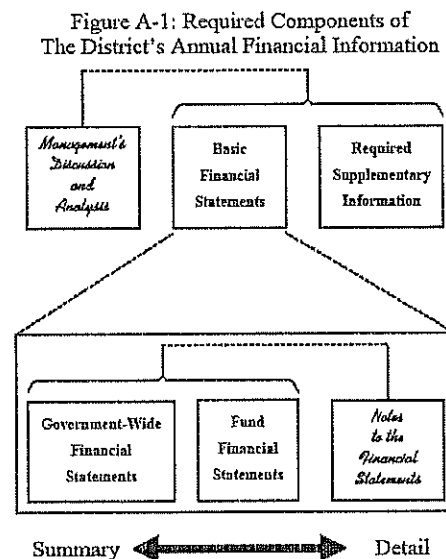 Figure A-1: Required Components of
The District's Annual Financial Information
Management's
Discussion
and
Analysis
Basic
Financial
Statements
Required
Supplementary
Information
Government-Wide
Financial
Statements
Fund
Financial
Statements
Notes
to the
Financial
Statements
Summary
Detail